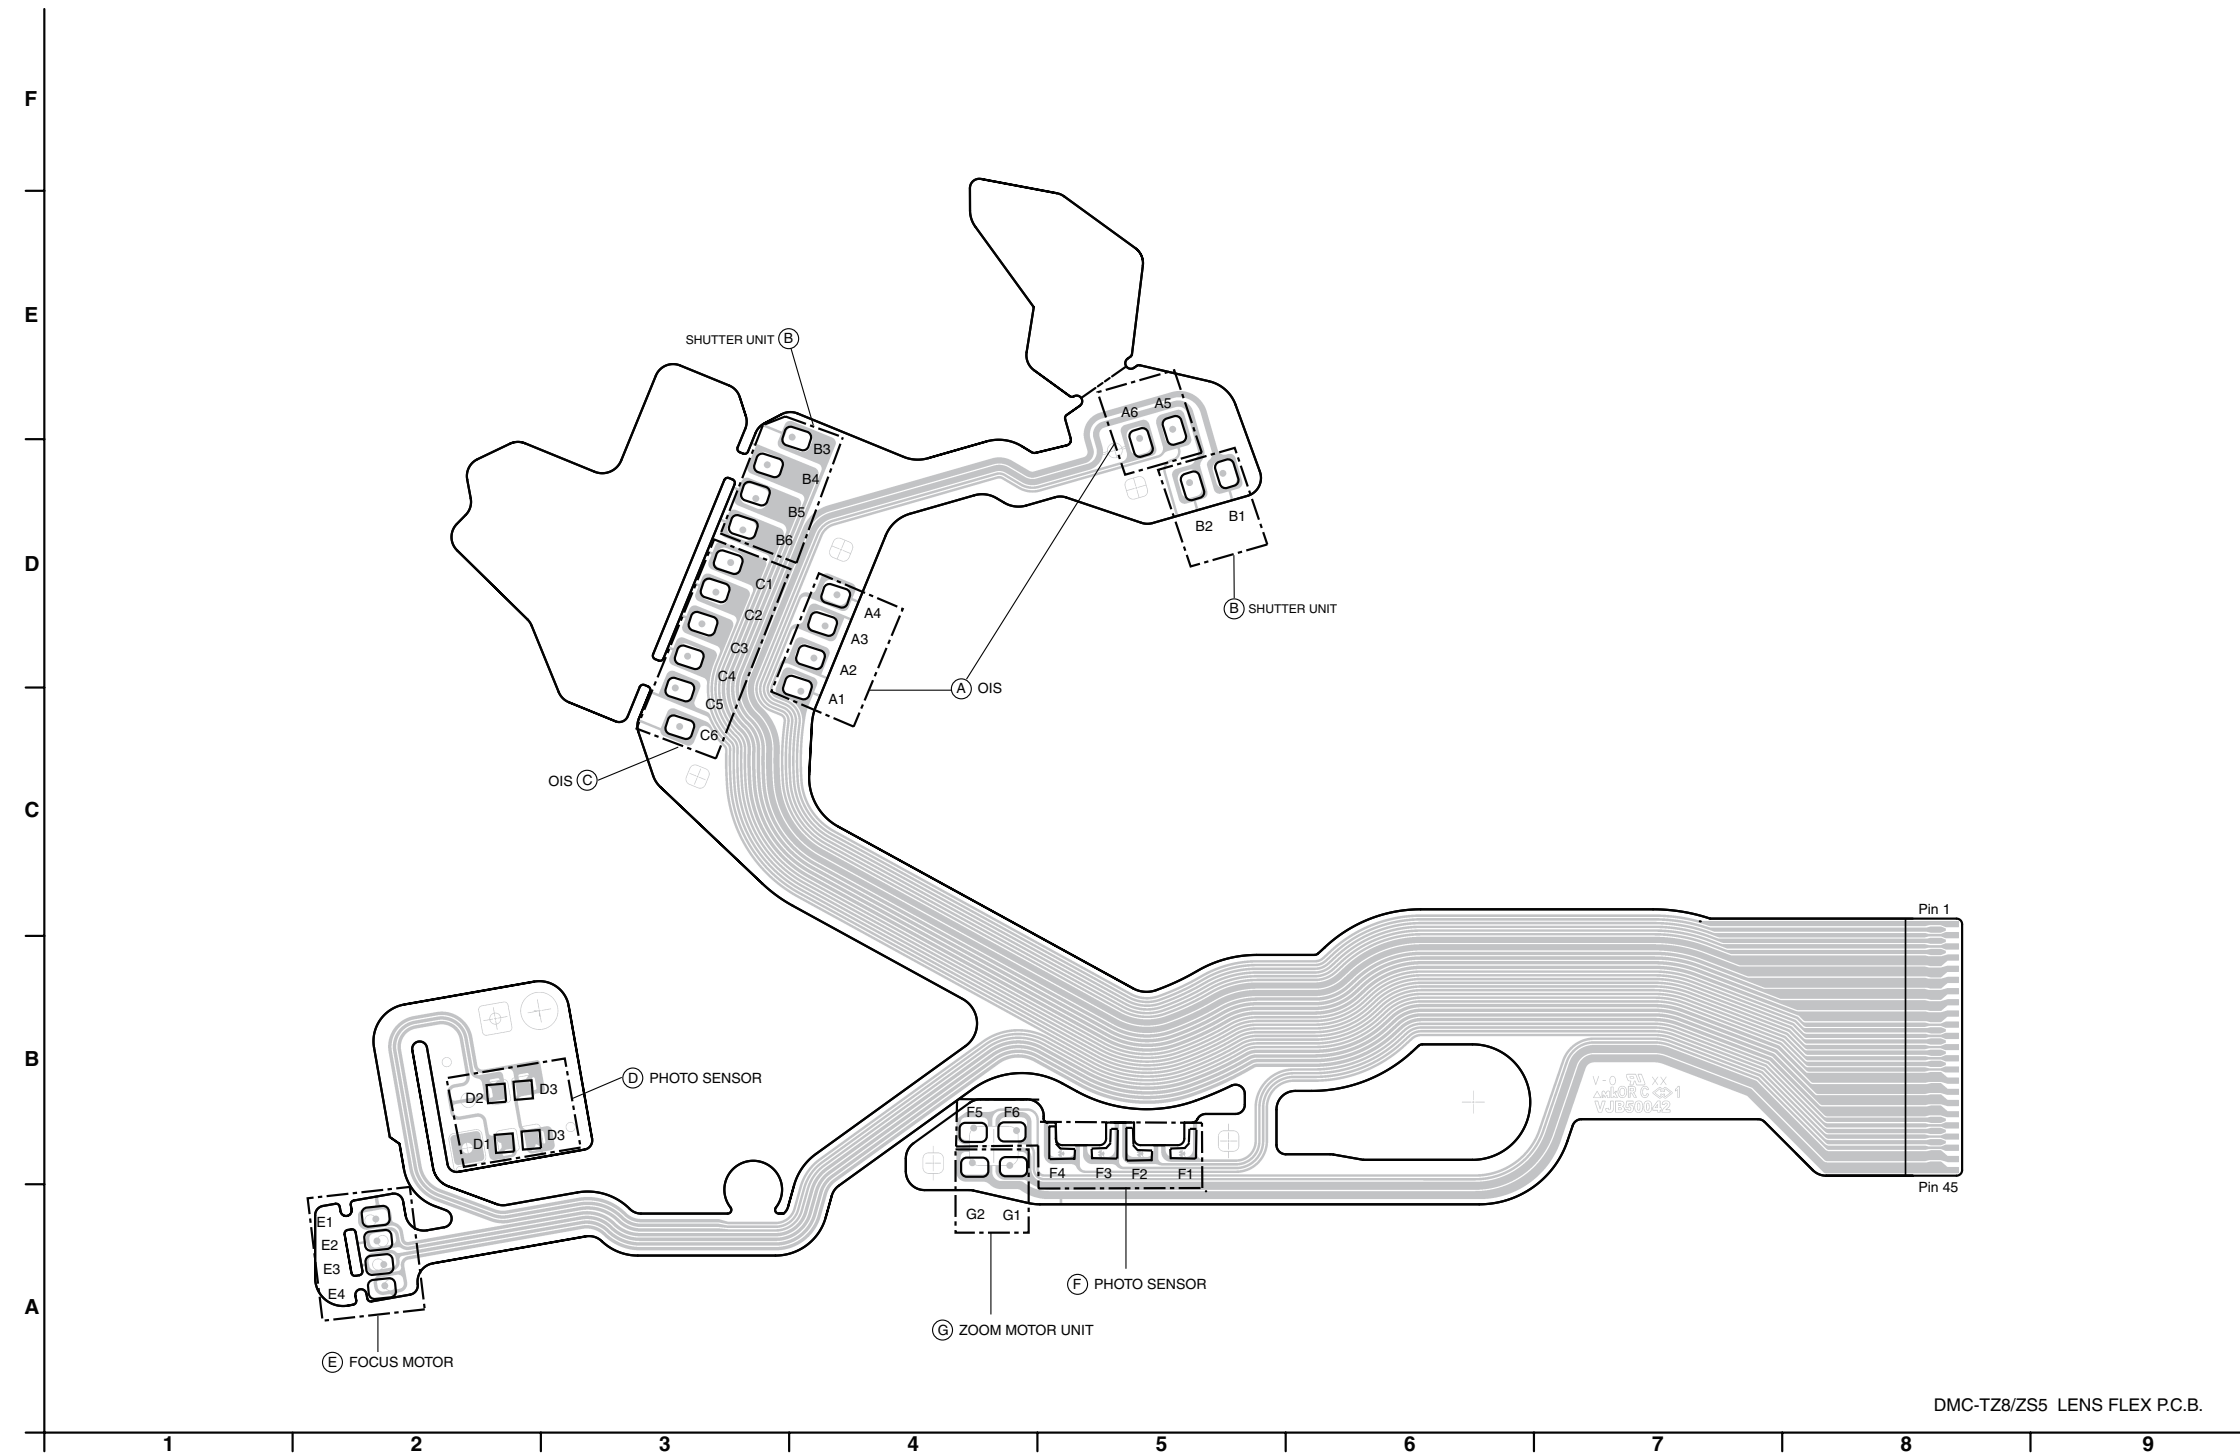 F
E
SHUTTER UNIT B
A6 A5
B3
B4
B5
B6
B2 B1
D
C1
C2
C3
C4
C5
C6
A4
A3
A2
A1
B SHUTTER UNIT
A OIS
OIS C
C
Pin 1
B
D2 D3
D1 D3
D PHOTO SENSOR
V-0 XX
VJB50042
F5 F6
F4 F3 F2 F1
Pin 45
G2 G1
E1
E2
E3
E4
A
F PHOTO SENSOR
G ZOOM MOTOR UNIT
E FOCUS MOTOR
DMC-TZ8/ZS5 LENS FLEX P.C.B.
1 2 3 4 5 6 7 8 9